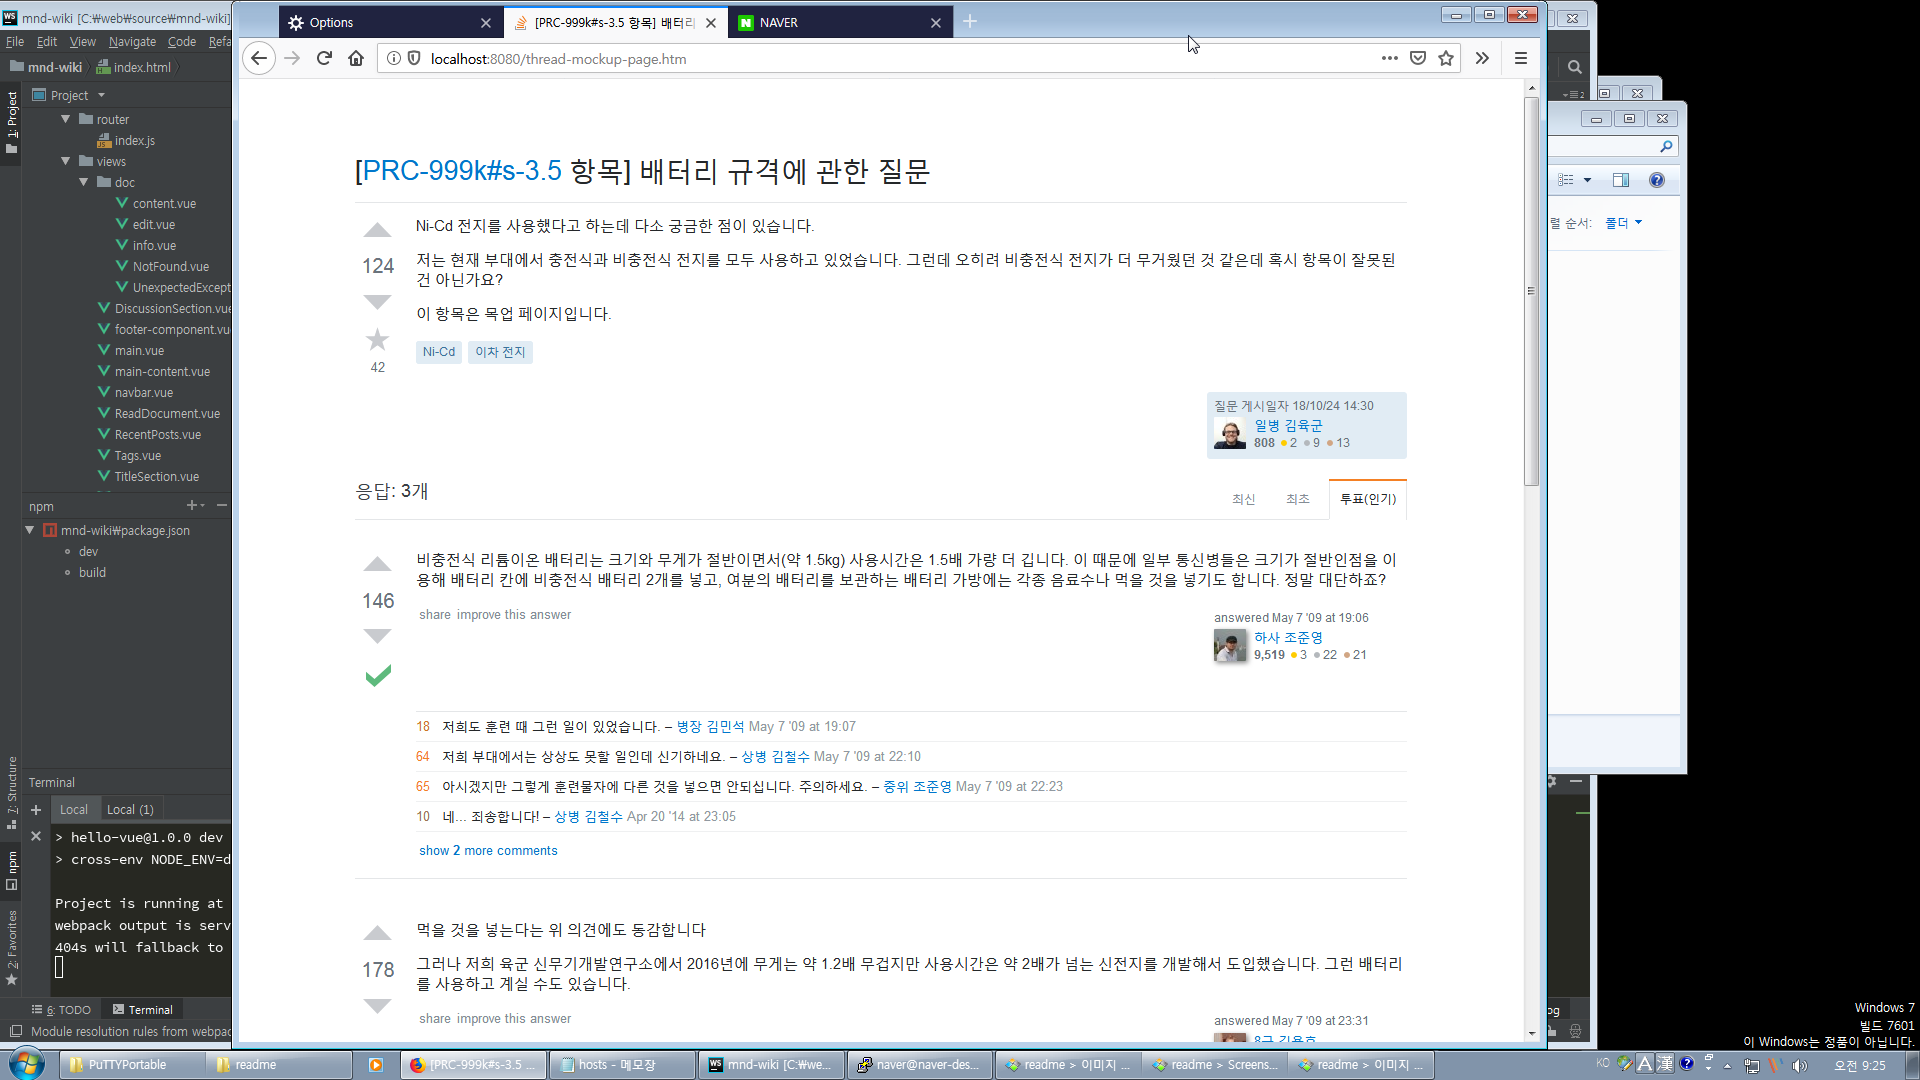 mnd-wiki [C:₩web₩source₩mnd-wiki]
File Edit View Navigate Code Refa
mnd-wiki index.html
Project
router
index.js
views
doc
content.vue
edit.vue
info.vue
NotFound.vue
UnexpectedExcept
DiscussionSection.vue
footer-component.vu
main.vue
main-content.vue
navbar.vue
ReadDocument.vue
RecentPosts.vue
Tags.vue
TitleSection.vue
npm
mnd-wiki₩package.json
dev
build
Terminal
Local Local (1)
> hello-vue@1.0.0 dev
> cross-env NODE_ENV=d
Project is running at
webpack output is serv
404s will fallback to
6: TODO Terminal
Module resolution rules from webpac
1: Project
7: Structure
npm
2: Favorites
Options
[PRC-999k#s-3.5 항목] 배터리
NAVER
localhost:8080/thread-mockup-page.htm
[PRC-999k#s-3.5 항목] 배터리 규격에 관한 질문
Ni-Cd 전지를 사용했다고 하는데 다소 궁금한 점이 있습니다.
124
저는 현재 부대에서 충전식과 비충전식 전지를 모두 사용하고 있었습니다. 그런데 오히려 비충전식 전지가 더 무거웠던 것 같은데 혹시 항목이 잘못된
건 아닌가요?
이 항목은 목업 페이지입니다.
42
Ni-Cd 이차 전지
질문 게시일자 18/10/24 14:30
일병 김육군
808 2 9 13
응답: 3개
최신 최초 투표(인기)
비충전식 리튬이온 배터리는 크기와 무게가 절반이면서(약 1.5kg) 사용시간은 1.5배 가량 더 깁니다. 이 때문에 일부 통신병들은 크기가 절반인점을 이
용해 배터리 칸에 비충전식 배터리 2개를 넣고, 여분의 배터리를 보관하는 배터리 가방에는 각종 음료수나 먹을 것을 넣기도 합니다. 정말 대단하죠?
146
share improve this answer
answered May 7 '09 at 19:06
하사 조준영
9,519 3 22 21
18 저희도 훈련 때 그런 일이 있었습니다. – 병장 김민석 May 7 '09 at 19:07
64 저희 부대에서는 상상도 못할 일인데 신기하네요. – 상병 김철수 May 7 '09 at 22:10
65 아시겠지만 그렇게 훈련물자에 다른 것을 넣으면 안되십니다. 주의하세요. – 중위 조준영 May 7 '09 at 22:23
10 네... 죄송합니다! – 상병 김철수 Apr 20 '14 at 23:05
show 2 more comments
먹을 것을 넣는다는 위 의견에도 동감합니다
178
그러나 저희 육군 신무기개발연구소에서 2016년에 무게는 약 1.2배 무겁지만 사용시간은 약 2배가 넘는 신전지를 개발해서 도입했습니다. 그런 배터리
를 사용하고 계실 수도 있습니다.
share improve this answer
answered May 7 '09 at 23:31
렬 순서: 폴더
og
Windows 7
빌드 7601
이 Windows는 정품이 아닙니다.
PuTTYPortable
readme
[PRC-999k#s-3.5 ...
hosts - 메모장
mnd-wiki [C:₩we...
naver@naver-des...
readme > 이미지 ...
readme > Screens...
readme > 이미지 ...
KO A 漢
오전 9:25